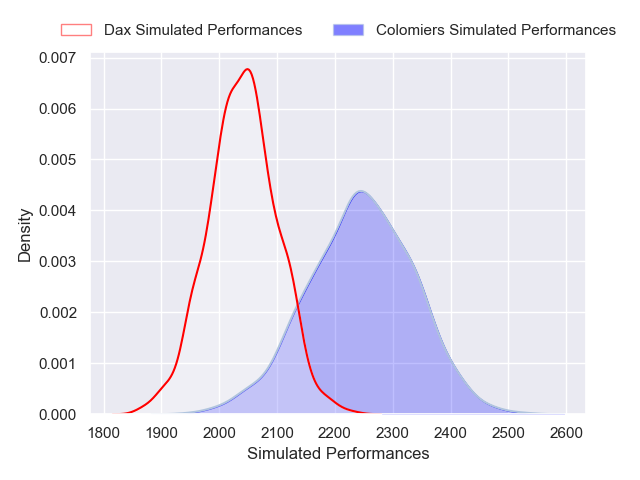 Dax Simulated Performances
Colomiers Simulated Performances
0.007
0.006
0.005
0.004
0.003
0.002
0.001
0.000
Density
1800 1900 2000 2100 2200 2300 2400 2500 2600
Simulated Performances